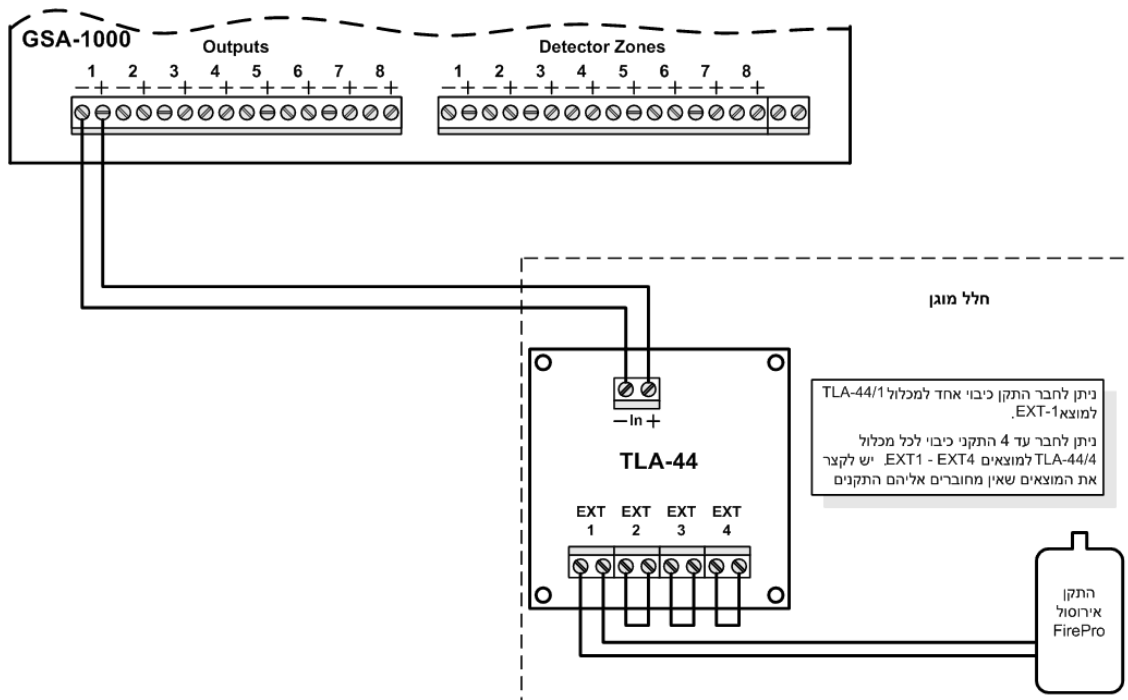 GSA-1000
Outputs
1 2 3 4 5 6 7 8
- + - + - + - + - + - + - + - +
Detector Zones
1 2 3 4 5 6 7 8
- + - + - + - + - + - + - + - +
חלל מוגן
ניתן לחבר התקן כיבוי אחד למכלול TLA-44/1
למוצא EXT-1.
ניתן לחבר עד 4 התקני כיבוי לכל מכלול
TLA-44/4 למוצאים EXT1 - EXT4. יש לקצר
את המוצאים שאין מחוברים אליהם התקנים
- In +
TLA-44
EXT EXT EXT EXT
1 2 3 4
התקן
אירוסול
FirePro